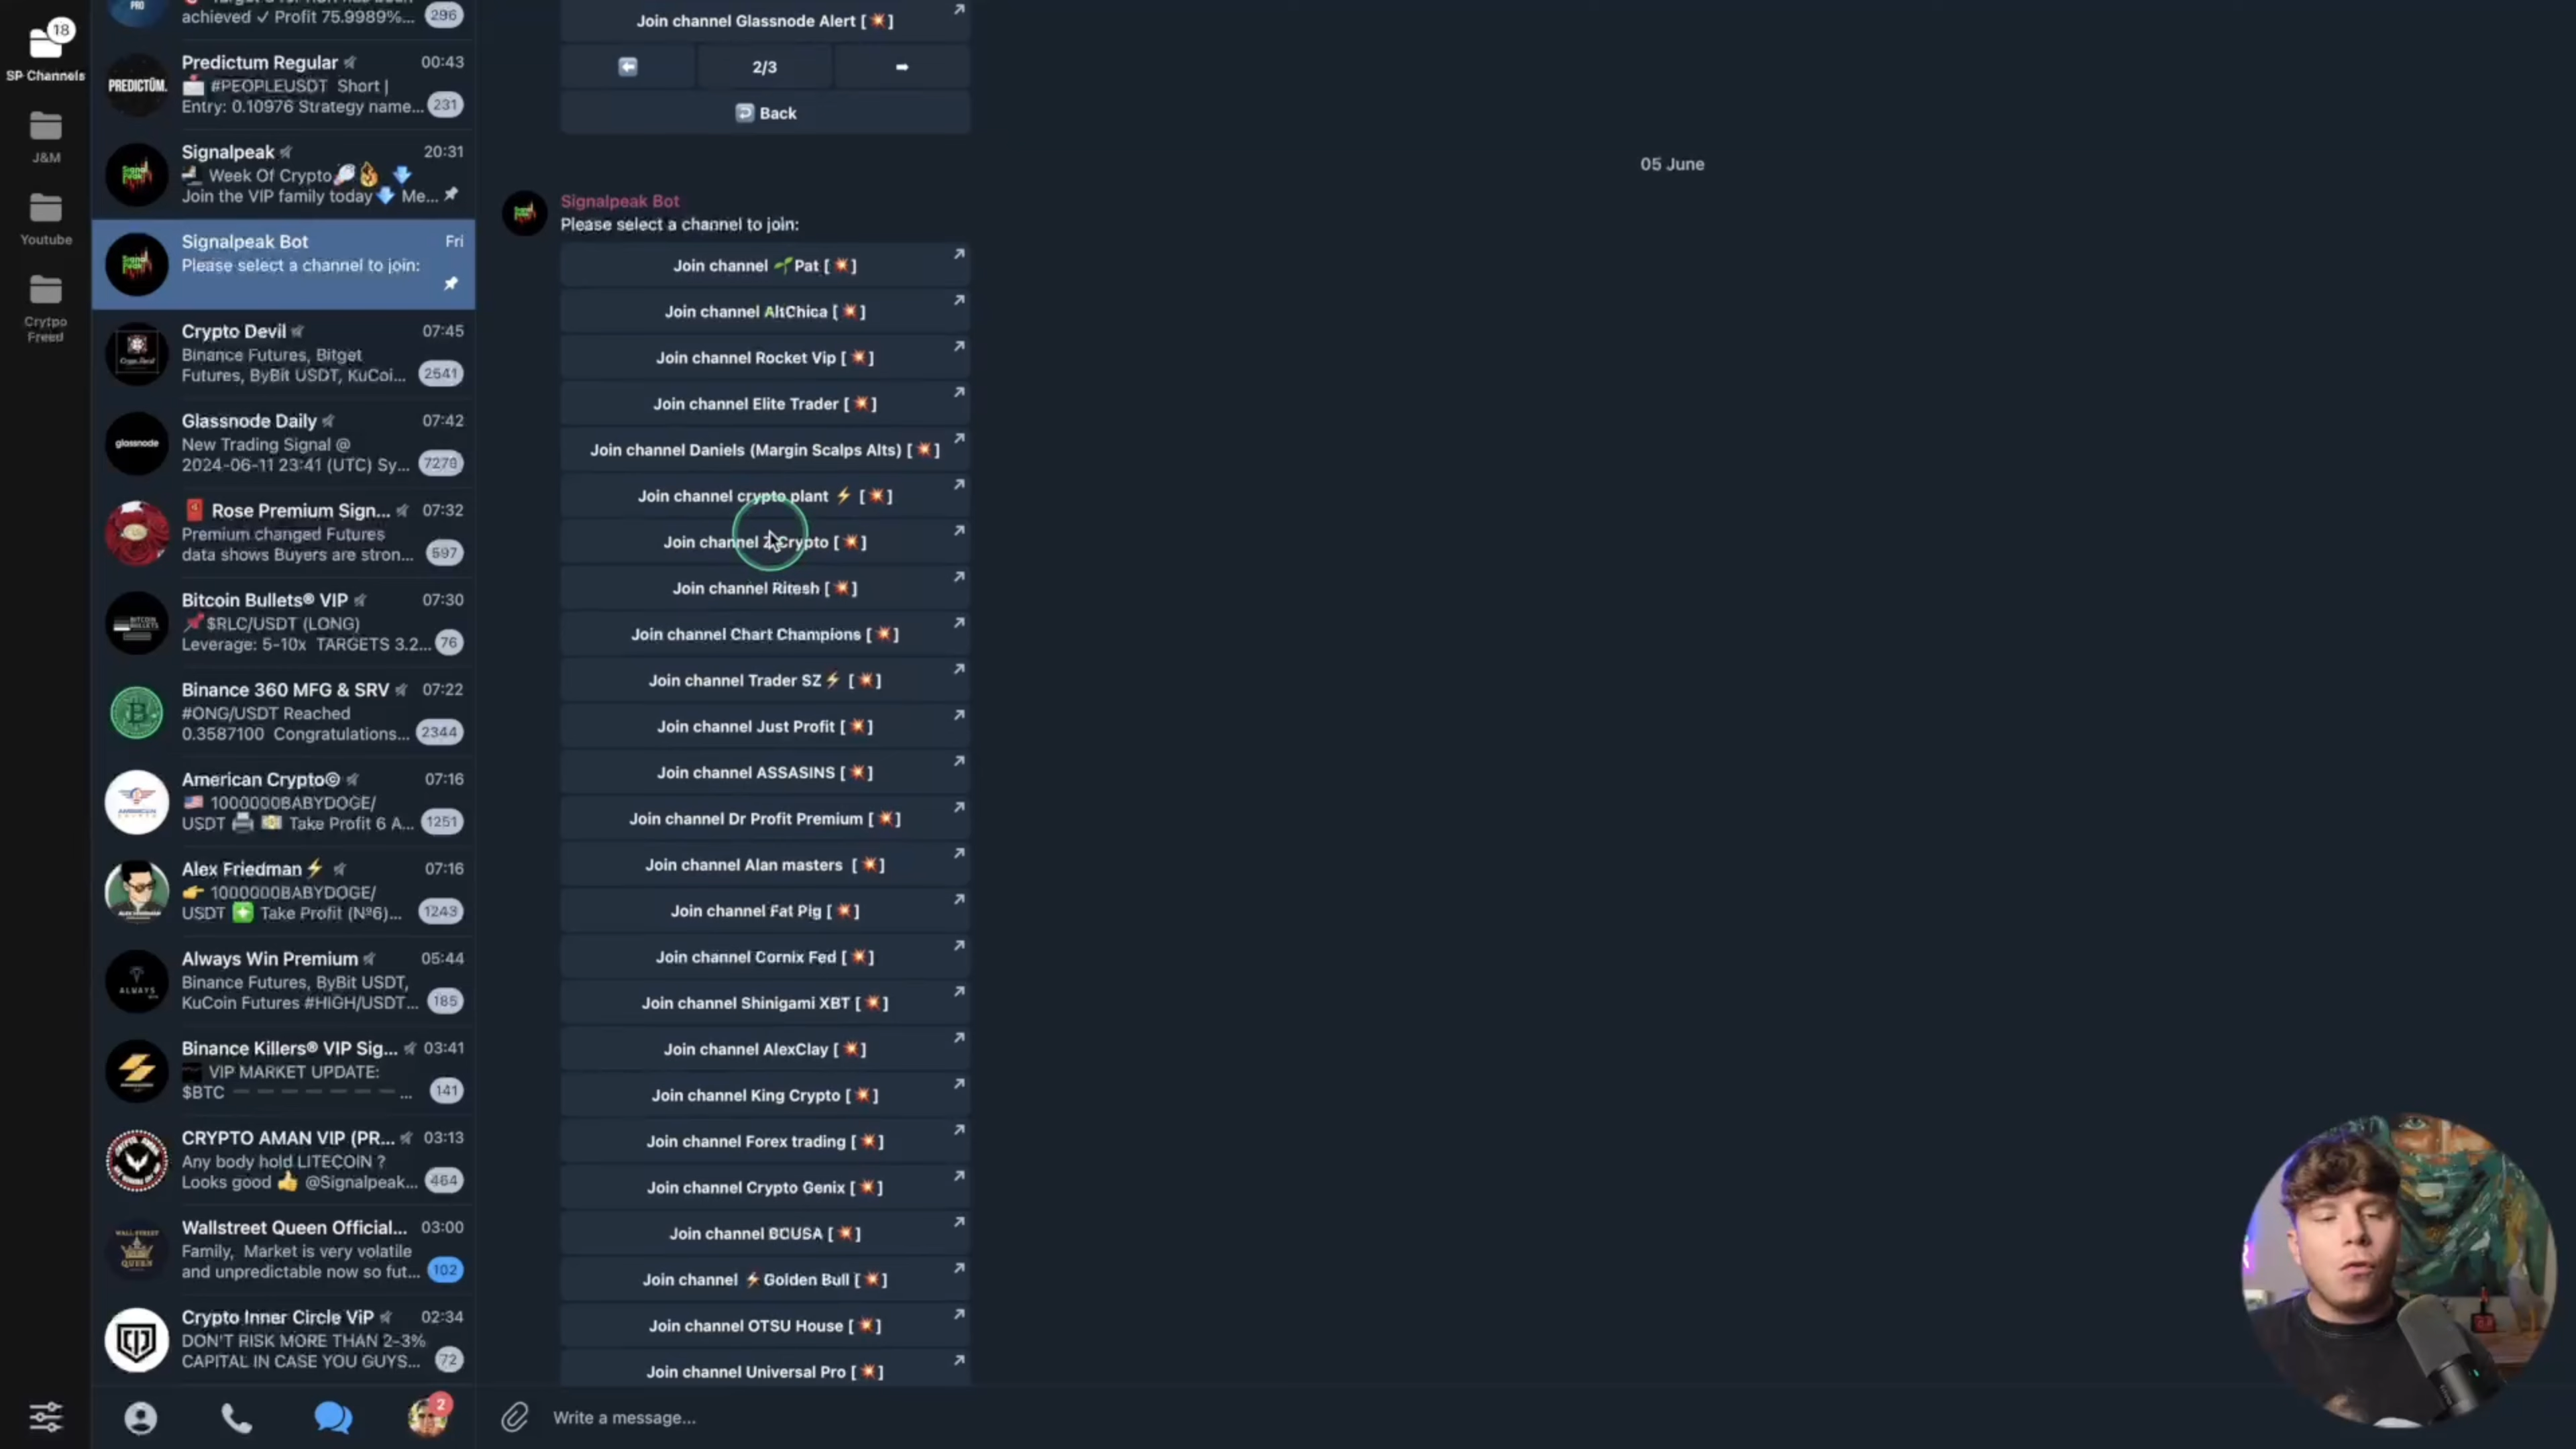 18
SP Channels
J&M
Youtube
Crytpo
Freed
PRO
achieved ✓ Profit 75.9989%...
296
Predictum Regular
00:43
PREDICTÜM.
#PEOPLEUSDT Short |
Entry: 0.10976 Strategy name...
231
Signalpeak
20:31
Week Of Crypto
Join the VIP family today Me...
Signalpeak Bot
Fri
Please select a channel to join:
Crypto Devil
07:45
Binance Futures, Bitget
Futures, ByBit USDT, KuCoi...
2541
Glassnode Daily
07:42
glassnode
New Trading Signal @
2024-06-11 23:41 (UTC) Sy...
7276
Rose Premium Sign...
07:32
Premium changed Futures
data shows Buyers are stron...
597
Bitcoin Bullets® VIP
07:30
BITCOIN
BULLETS
$RLC/USDT (LONG)
Leverage: 5-10x TARGETS 3.2...
76
Binance 360 MFG & SRV
07:22
#ONG/USDT Reached
0.3587100 Congratulations...
2344
American Crypto©
07:16
1000000BABYDOGE/
USDT Take Profit 6 A...
1251
Alex Friedman⚡
07:16
👉 1000000BABYDOGE/
USDT Take Profit (Nº6)...
1243
Always Win Premium
05:44
ALWAYS
Binance Futures, ByBit USDT,
KuCoin Futures #HIGH/USDT...
185
Binance Killers® VIP Sig...
03:41
VIP MARKET UPDATE:
$BTC — — — — — — — ...
141
CRYPTO AMAN VIP (PR...
03:13
Any body hold LITECOIN ?
Looks good 👍 @Signalpeak...
464
Wallstreet Queen Official...
03:00
WALL STREET
QUEEN
Family, Market is very volatile
and unpredictable now so fut...
102
Crypto Inner Circle ViP
02:34
DON'T RISK MORE THAN 2-3%
CAPITAL IN CASE YOU GUYS...
72
2
Join channel Glassnode Alert [💥]
⬅ 2/3 ➡
Back
05 June
Signalpeak Bot
Please select a channel to join:
Join channel 🌱Pat [💥]
Join channel AltChica [💥]
Join channel Rocket Vip [💥]
Join channel Elite Trader [💥]
Join channel Daniels (Margin Scalps Alts) [💥]
Join channel crypto plant ⚡ [💥]
Join channel Crypto [💥]
Join channel Ritesh [💥]
Join channel Chart Champions [💥]
Join channel Trader SZ⚡ [💥]
Join channel Just Profit [💥]
Join channel ASSASINS [💥]
Join channel Dr Profit Premium [💥]
Join channel Alan masters [💥]
Join channel Fat Pig [💥]
Join channel Cornix Fed [💥]
Join channel Shinigami XBT [💥]
Join channel AlexClay [💥]
Join channel King Crypto [💥]
Join channel Forex trading [💥]
Join channel Crypto Genix [💥]
Join channel BCUSA [💥]
Join channel ⚡Golden Bull [💥]
Join channel OTSU House [💥]
Join channel Universal Pro [💥]
Write a message...